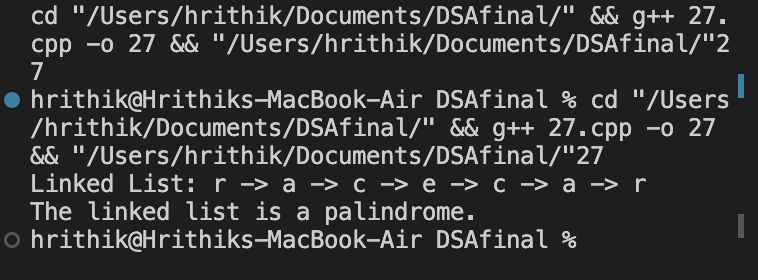 cd "/Users/hrithik/Documents/DSAfinal/" && g++ 27.
cpp -o 27 && "/Users/hrithik/Documents/DSAfinal/"2
7
hrithik@Hrithiks-MacBook-Air DSAfinal % cd "/Users
/hrithik/Documents/DSAfinal/" && g++ 27.cpp -o 27
&& "/Users/hrithik/Documents/DSAfinal/"27
Linked List: r -> a -> c -> e -> c -> a -> r
The linked list is a palindrome.
hrithik@Hrithiks-MacBook-Air DSAfinal %